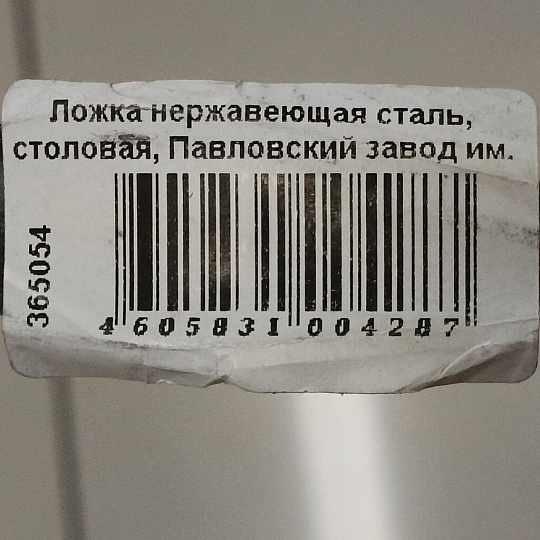 Ложка нержавеющая сталь,
столовая, Павловский завод им.
365054
4 605831 004287